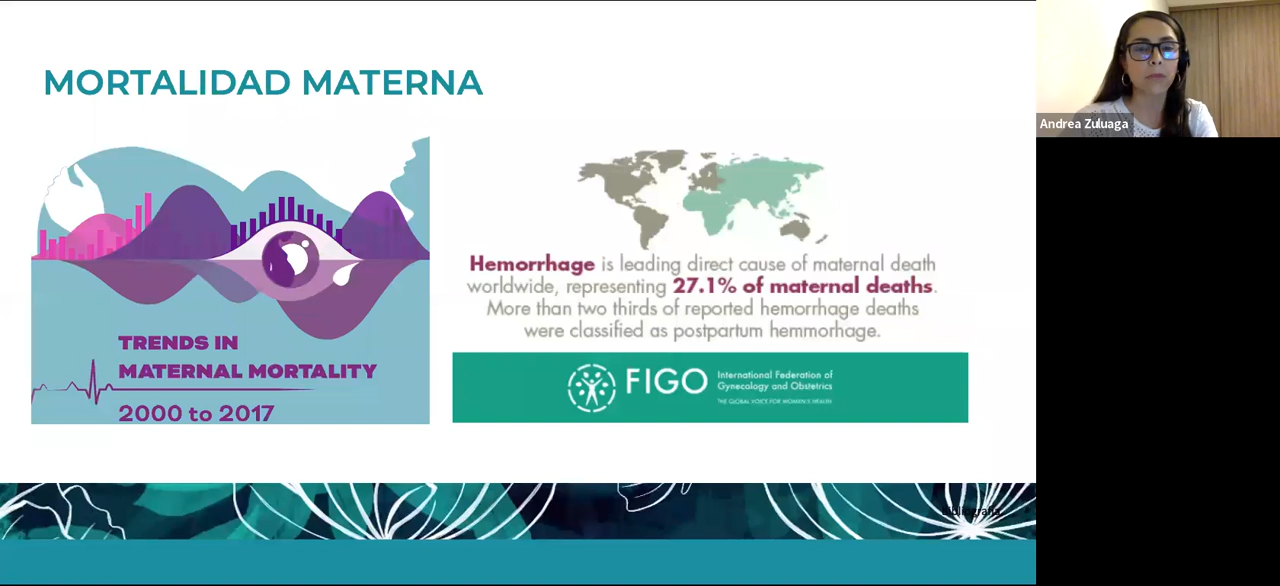 MORTALIDAD MATERNA
Andrea Zuluaga
TRENDS IN
MATERNAL MORTALITY
2000 to 2017
Hemorrhage is leading direct cause of maternal death
worldwide, representing 27.1% of maternal deaths.
More than two thirds of reported hemorrhage deaths
were classified as postpartum hemmorhage.
FIGO
International Federation of
Gynecology and Obstetrics
THE GLOBAL VOICE FOR WOMEN'S HEALTH
Bibliografía